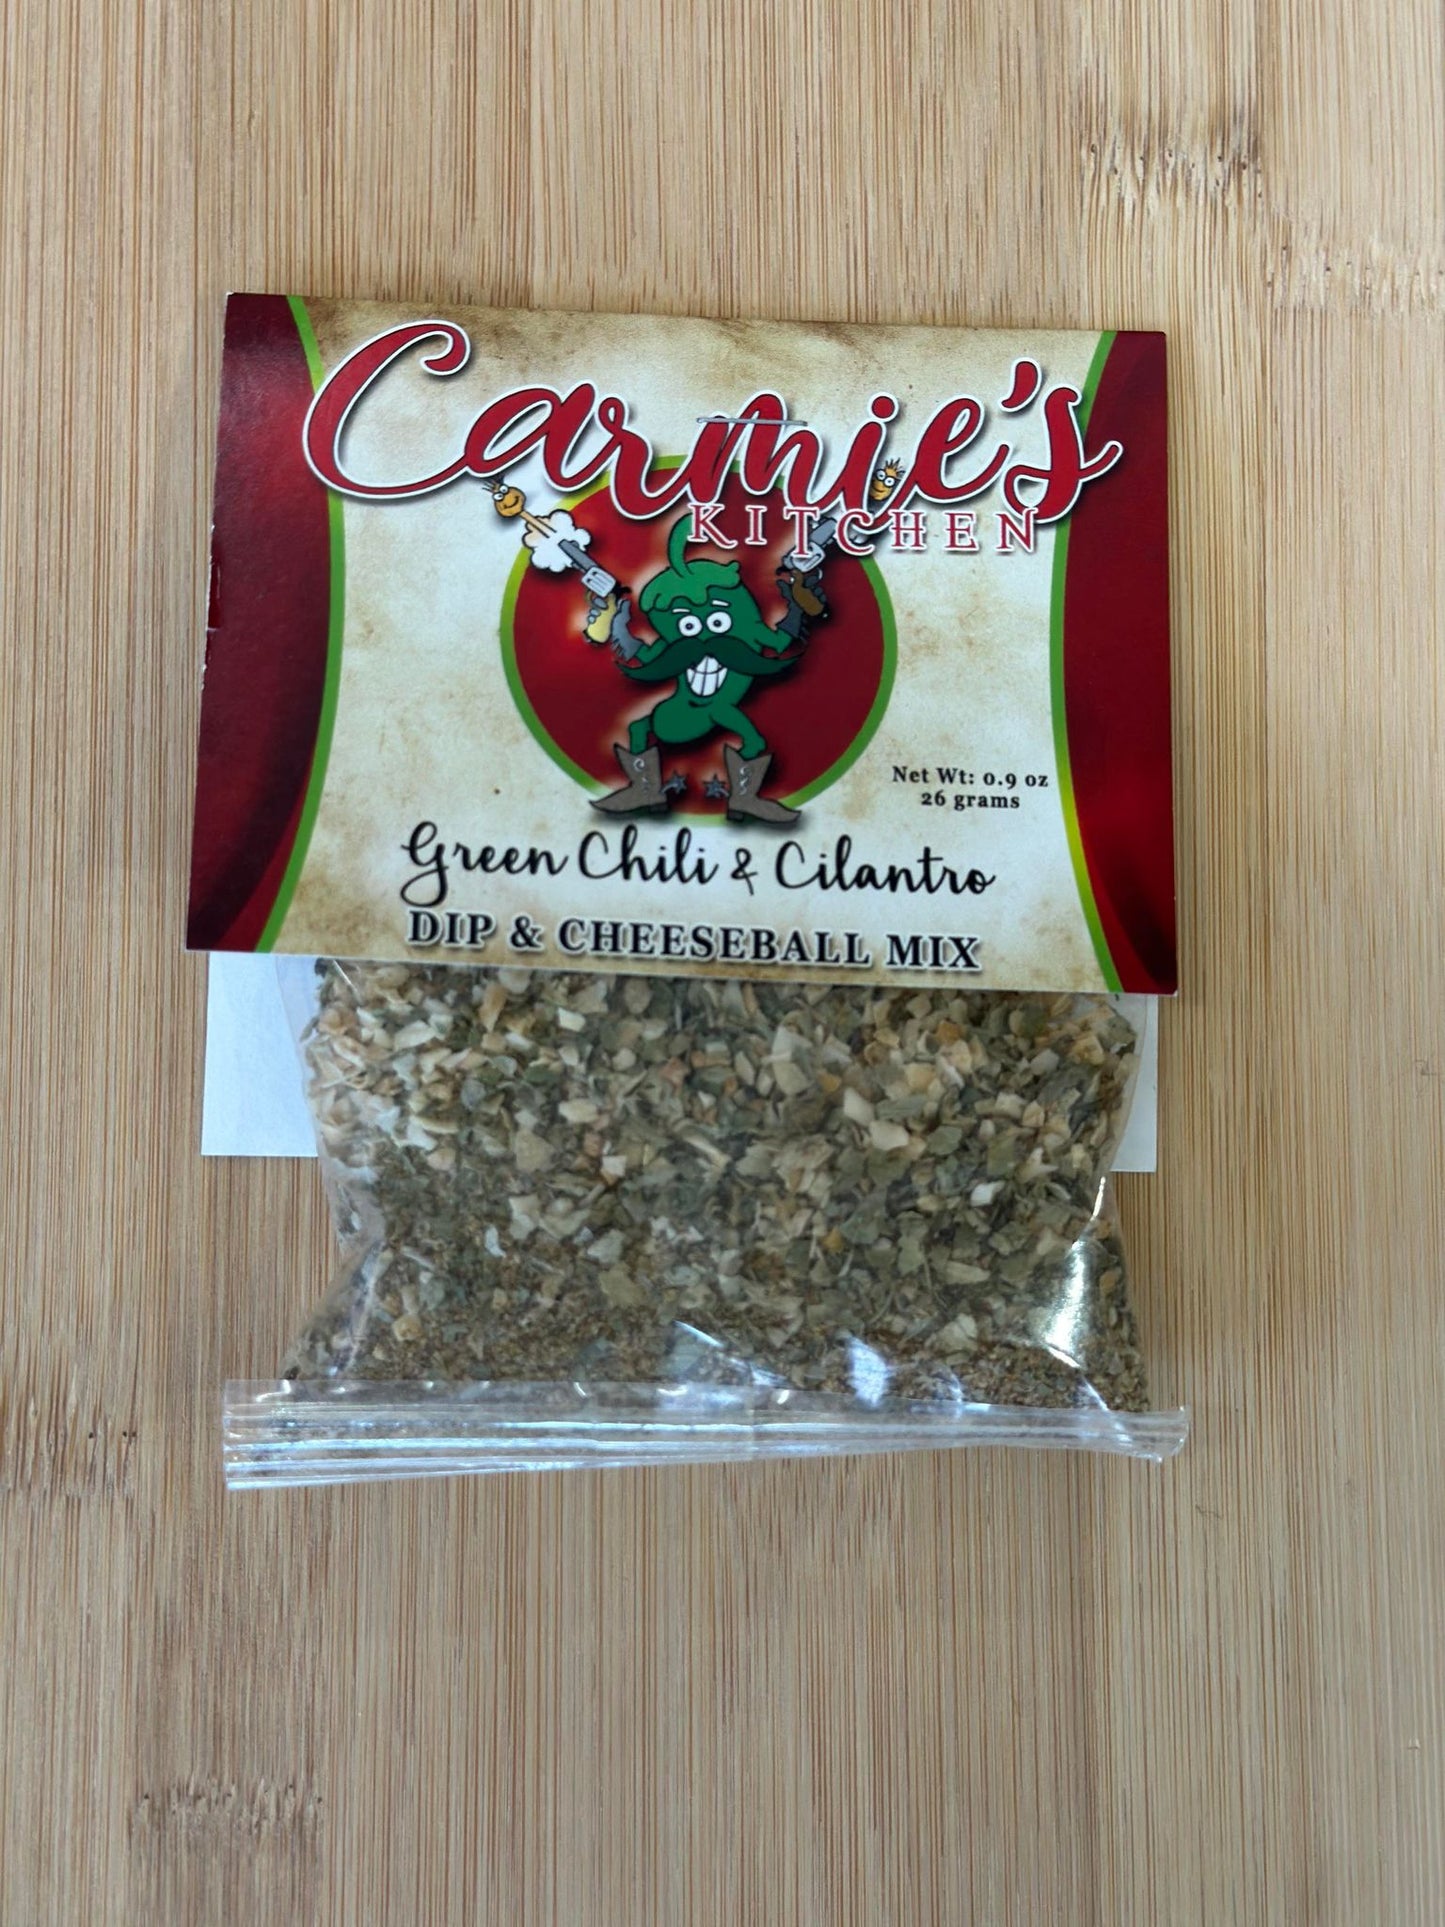 Carmie's
KITCHEN
Net Wt: 0.9 oz
26 grams
Green Chili & Cilantro
DIP & CHEESEBALL MIX